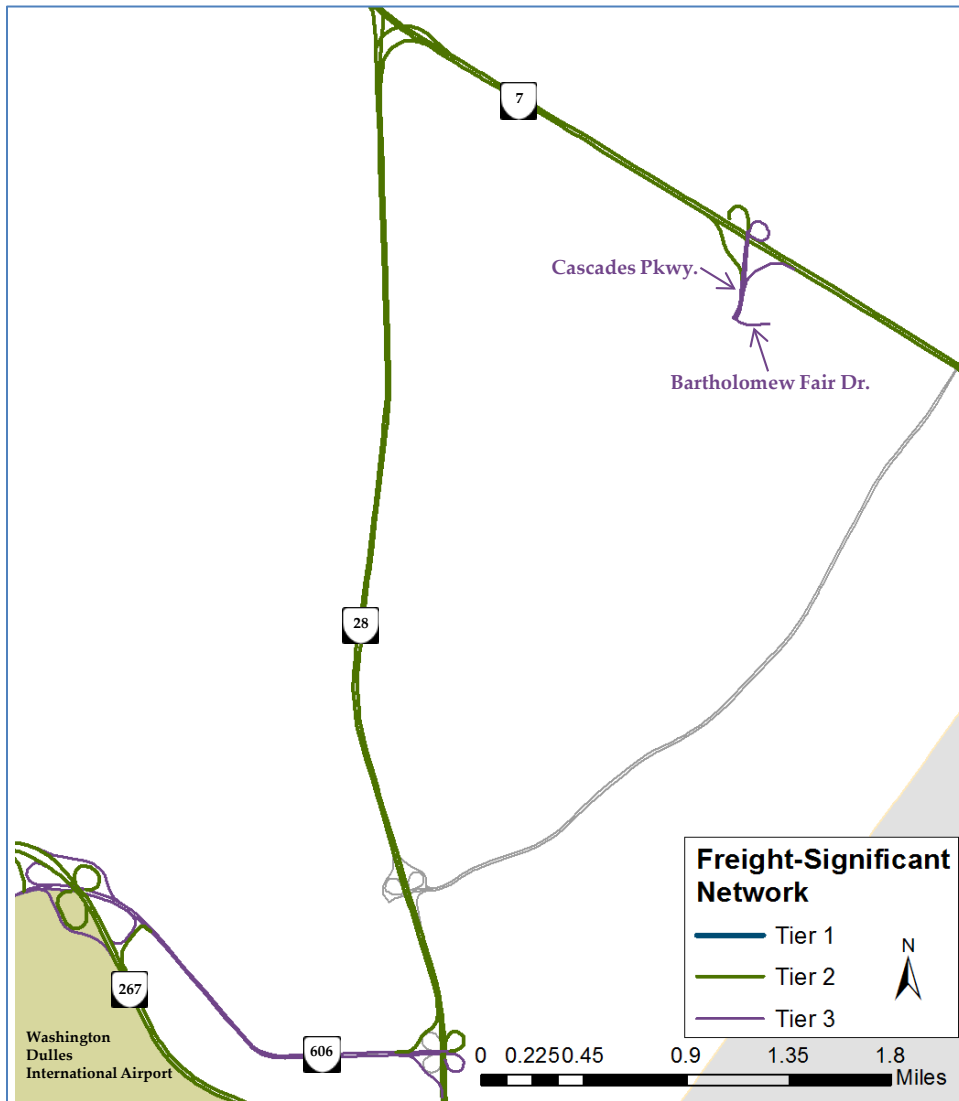 7
Cascades Pkwy.
Bartholomew Fair Dr.
28
Freight-Significant
Network
Tier 1
Tier 2
Tier 3
N
267
606
Washington
Dulles
International Airport
0 0.225 0.45 0.9 1.35 1.8
Miles